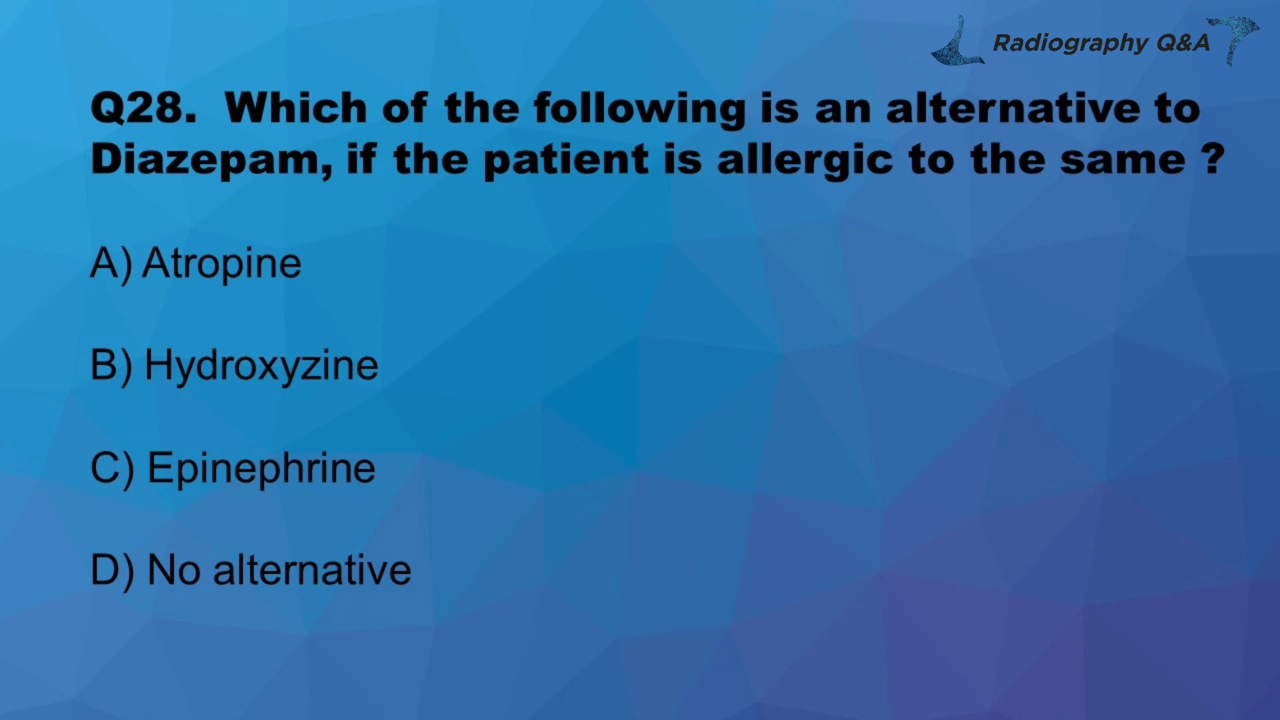 Radiography Q&A
Q28. Which of the following is an alternative to
Diazepam, if the patient is allergic to the same ?
A) Atropine
B) Hydroxyzine
C) Epinephrine
D) No alternative